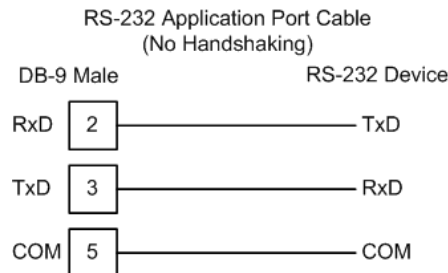 RS-232 Application Port Cable
(No Handshaking)
DB-9 Male RS-232 Device
RxD 2 TxD
TxD 3 RxD
COM 5 COM